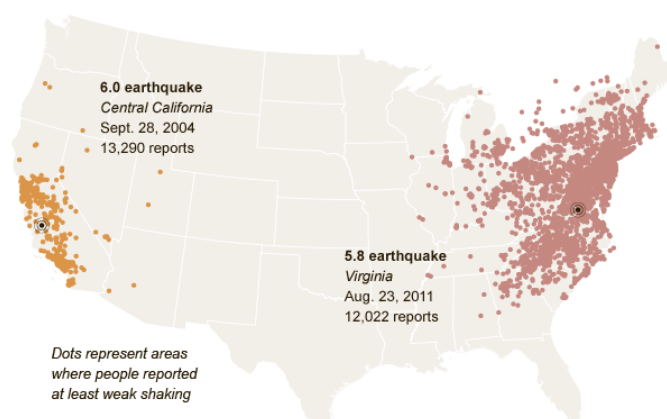 6.0 earthquake
Central California
Sept. 28, 2004
13,290 reports
5.8 earthquake
Virginia
Aug. 23, 2011
12,022 reports
Dots represent areas
where people reported
at least weak shaking